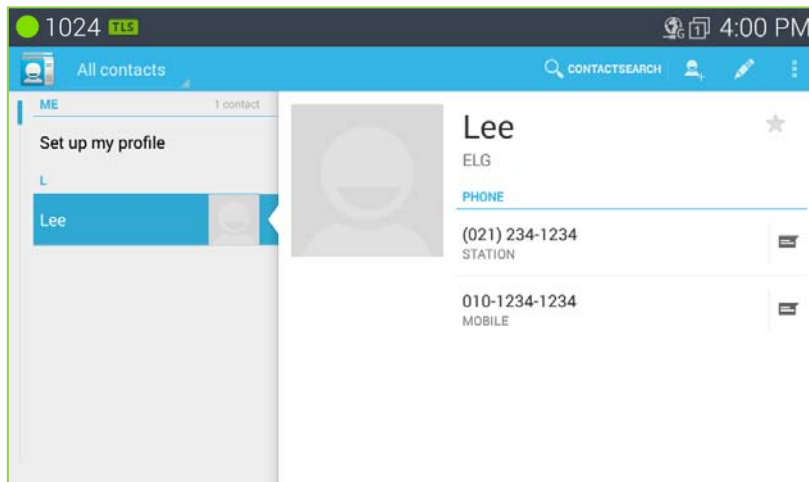 1024 TLS
G 1 4:00 PM
All contacts
CONTACTSEARCH
ME 1 contact
Set up my profile
L
Lee
Lee
ELG
PHONE
(021) 234-1234
STATION
010-1234-1234
MOBILE